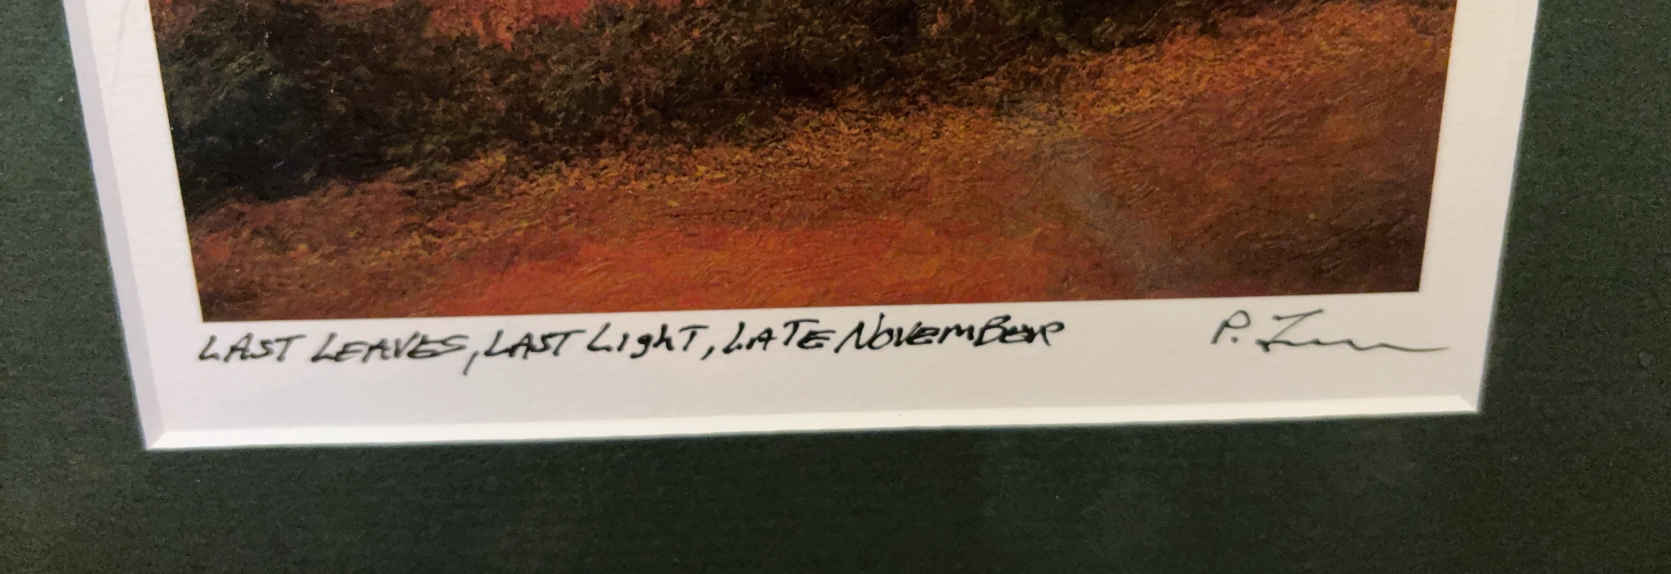 LAST LEAVES, LAST LighT, LATE NOVEMBER P.